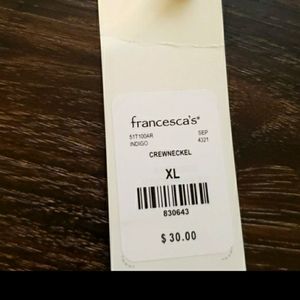 francesca's®
51T100AR SEP
INDIGO 4321
CREWNECKEL
XL
830643
$30.00